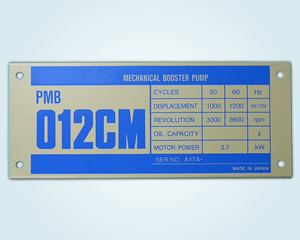 MECHANICAL BOOSTER PUMP
PMB
012CM
CYCLES 50 60 Hz
DISPLACEMENT 1000 1200 m³/hr
REVOLUTION 3000 3600 rpm
OIL CAPACITY ℓ
MOTOR POWER 3.7 kW
SER.NO. A17A-
MADE IN JAPAN